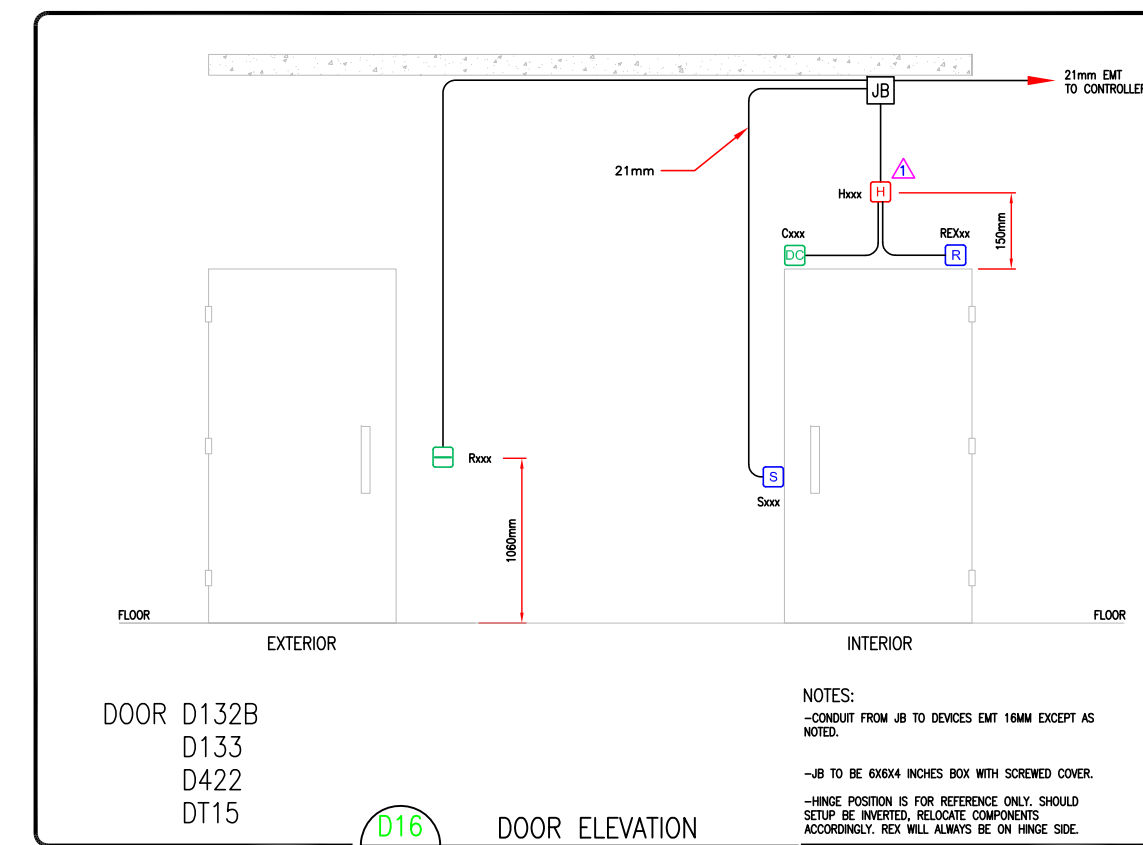 21mm EMT
TO CONTROLLER
JB
21mm
1
Hxxx
H
150mm
Cxxx
REXxx
DC
R
Rxxx
S
Sxxx
1060mm
FLOOR
FLOOR
EXTERIOR
INTERIOR
DOOR D132B
D133
D422
DT15
NOTES:
-CONDUIT FROM JB TO DEVICES EMT 16MM EXCEPT AS
NOTED.
-JB TO BE 6X6X4 INCHES BOX WITH SCREWED COVER.
-HINGE POSITION IS FOR REFERENCE ONLY. SHOULD
SETUP BE INVERTED, RELOCATE COMPONENTS
ACCORDINGLY. REX WILL ALWAYS BE ON HINGE SIDE.
D16
DOOR ELEVATION